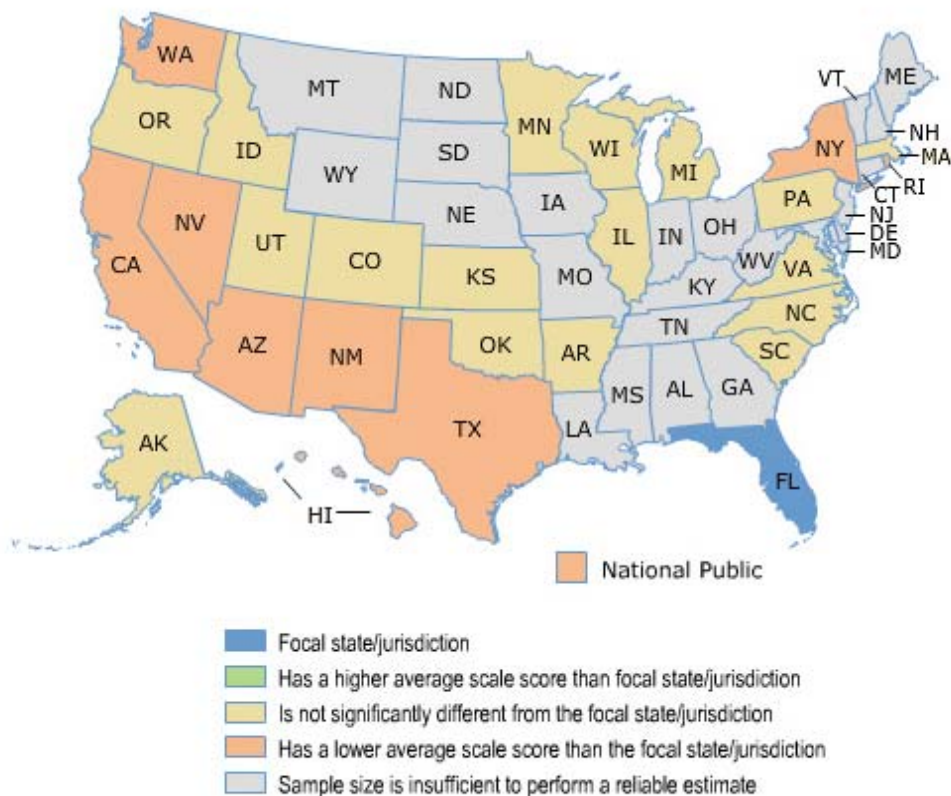 WA
MT
ND
MN
VT
ME
OR
ID
WY
SD
WI
MI
NY
NH
MA
RI
CT
NV
UT
CO
NE
IA
IL
IN
OH
PA
NJ
DE
MD
CA
KS
MO
KY
WV
VA
AZ
NM
OK
AR
TN
NC
SC
TX
LA
MS
AL
GA
FL
AK
HI
National Public
Focal state/jurisdiction
Has a higher average scale score than focal state/jurisdiction
Is not significantly different from the focal state/jurisdiction
Has a lower average scale score than the focal state/jurisdiction
Sample size is insufficient to perform a reliable estimate